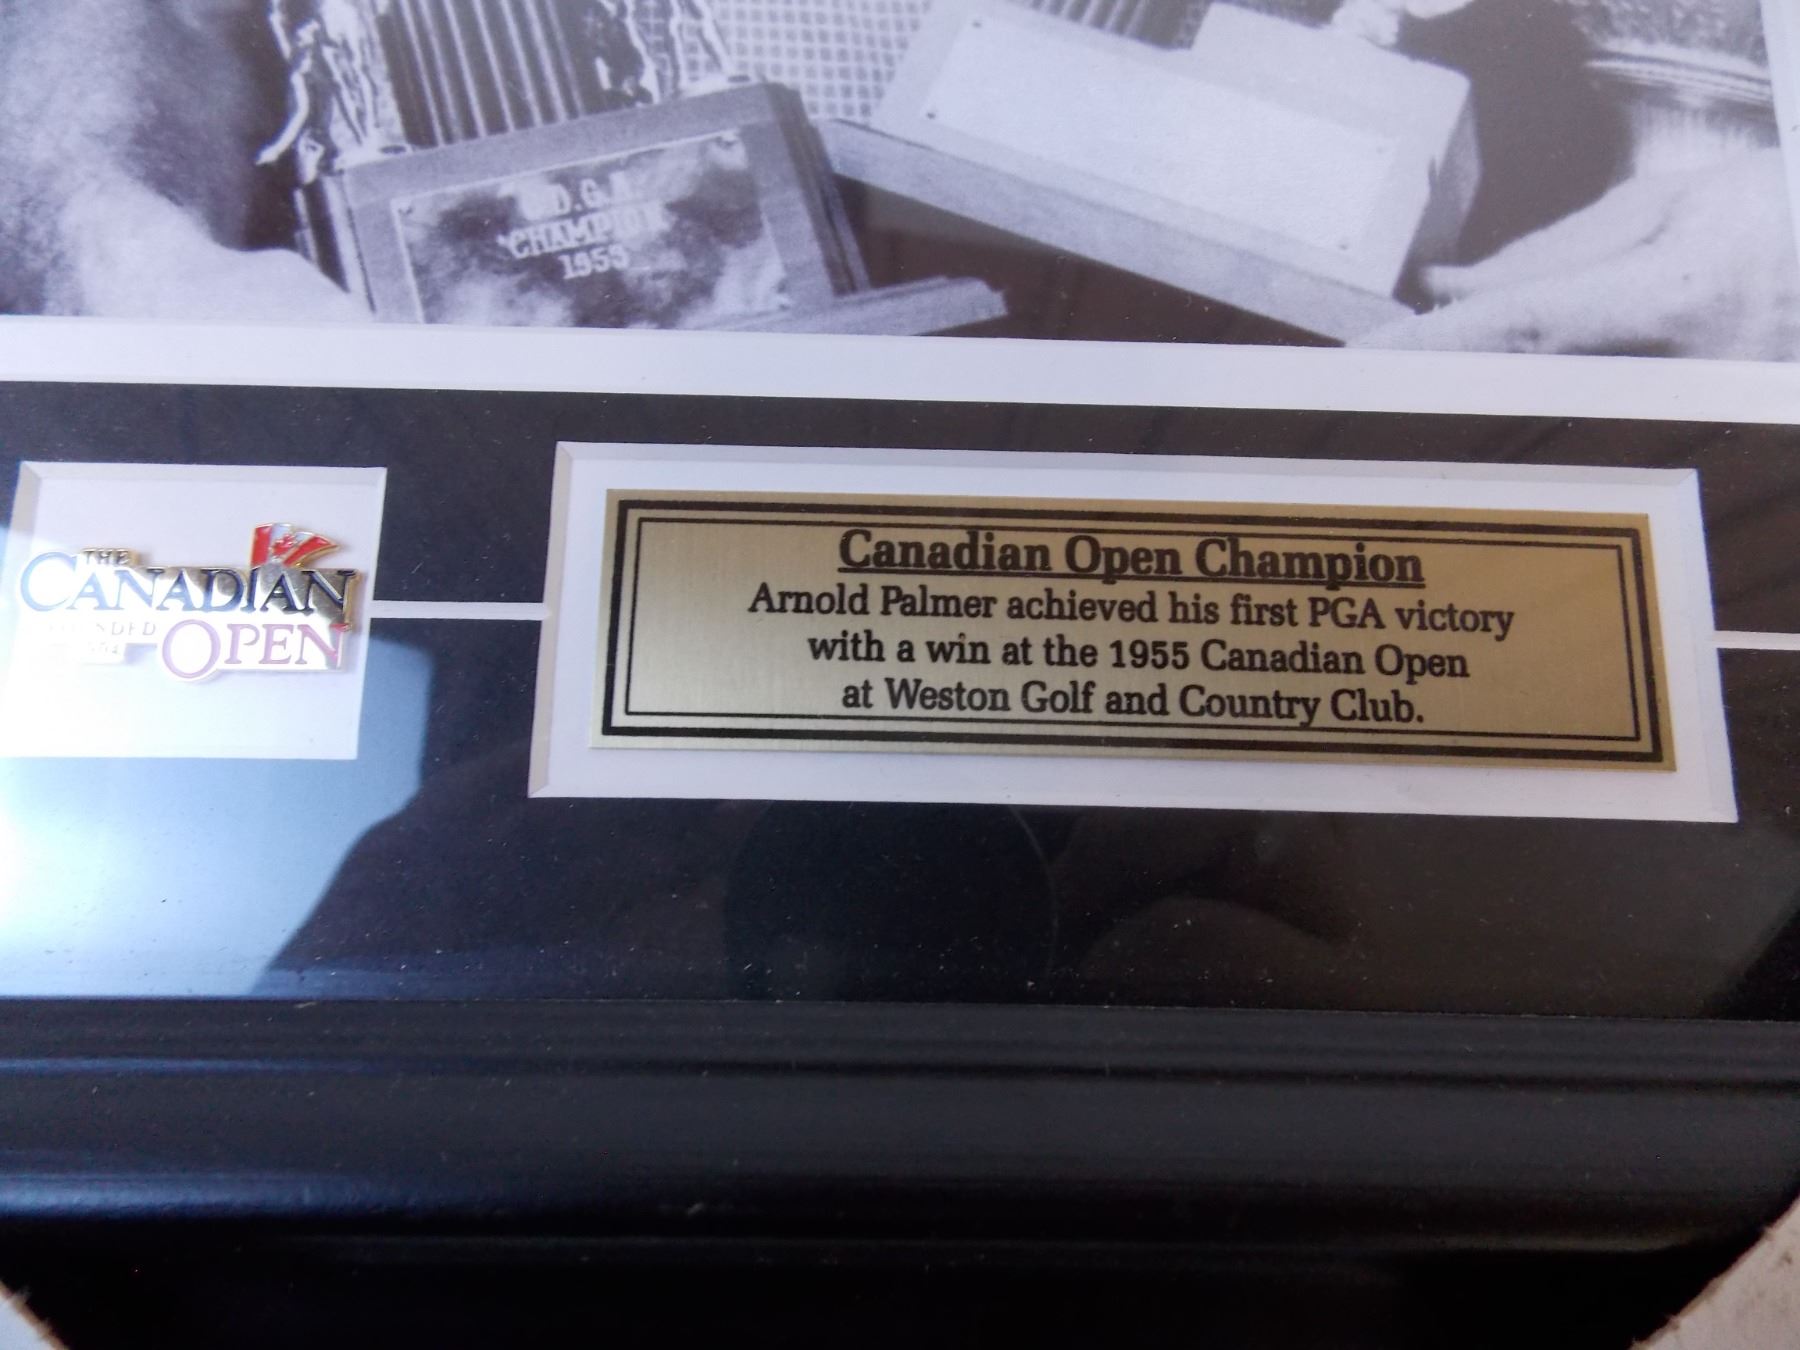 CHAMPION
1953
THE
CANADIAN
OPEN
Canadian Open Champion
Arnold Palmer achieved his first PGA victory
with a win at the 1955 Canadian Open
at Weston Golf and Country Club.